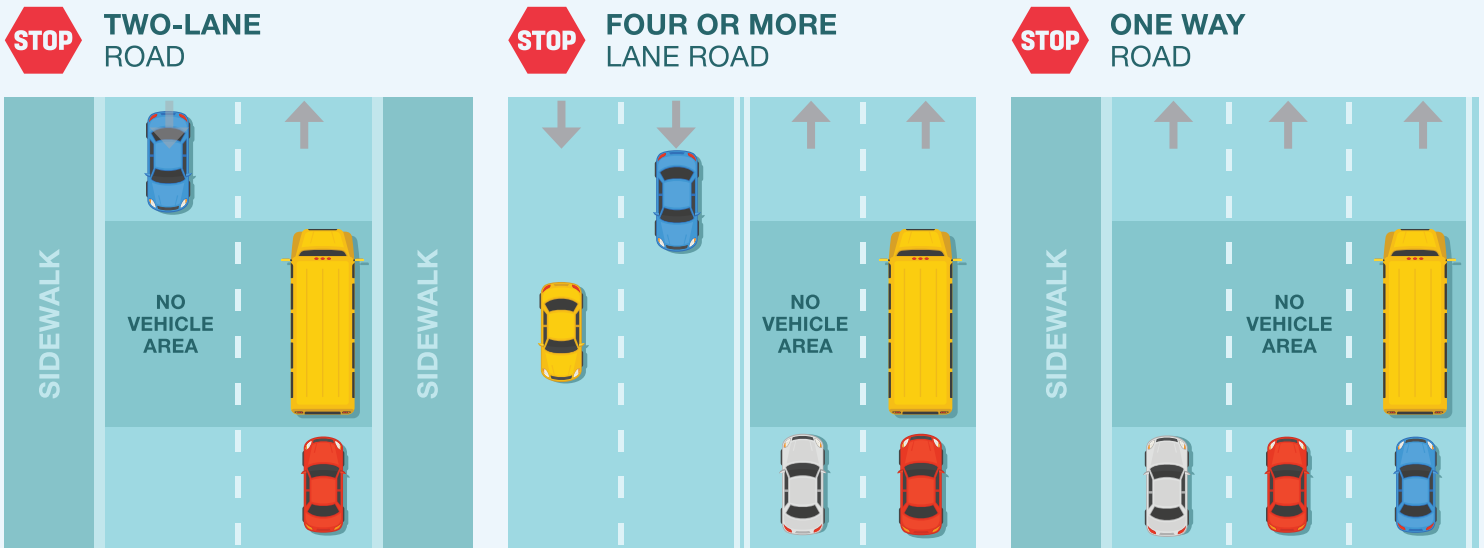 STOP
TWO-LANE
ROAD
SIDEWALK
NO
VEHICLE
AREA
SIDEWALK
STOP
FOUR OR MORE
LANE ROAD
NO
VEHICLE
AREA
STOP
ONE WAY
ROAD
SIDEWALK
NO
VEHICLE
AREA